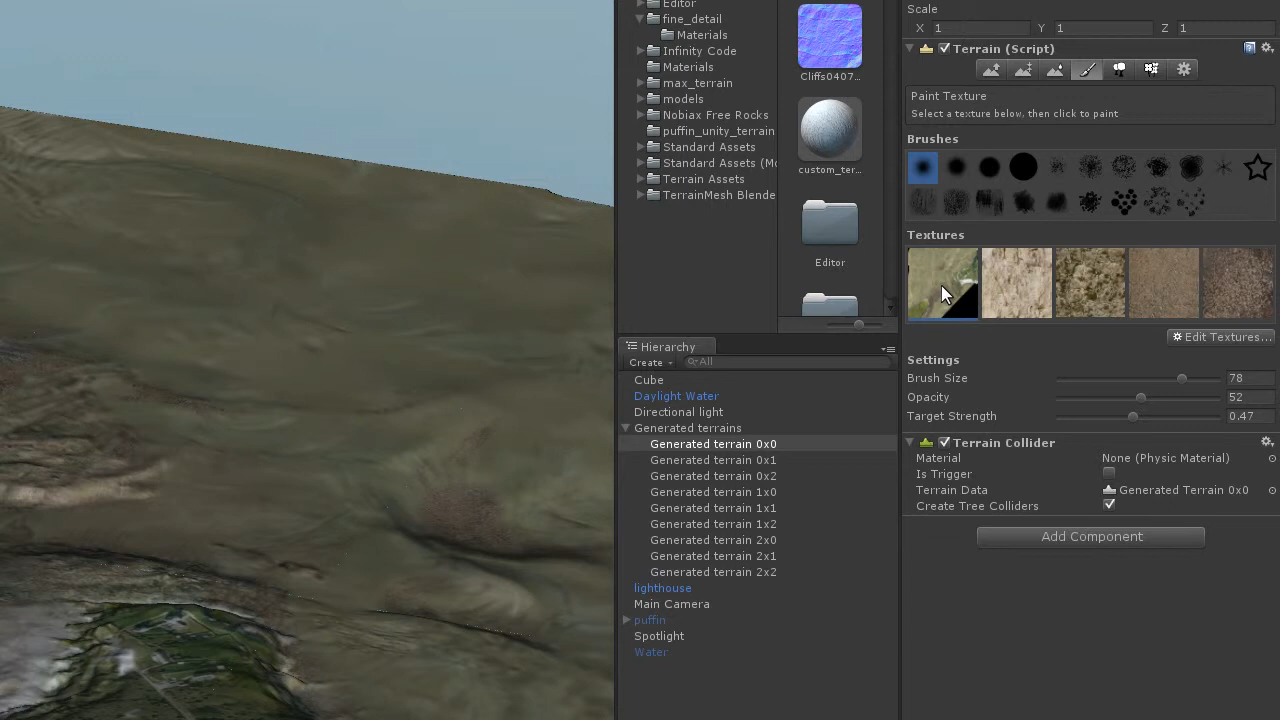 Editor
fine_detail
Materials
Infinity Code
Materials
max_terrain
models
Nobiax Free Rocks
puffin_unity_terrain
Standard Assets
Standard Assets (Mo
Terrain Assets
TerrainMesh Blende
Cliffs0407...
custom_ter...
Editor
Hierarchy
Create
All
Cube
Daylight Water
Directional light
Generated terrains
Generated terrain 0x0
Generated terrain 0x1
Generated terrain 0x2
Generated terrain 1x0
Generated terrain 1x1
Generated terrain 1x2
Generated terrain 2x0
Generated terrain 2x1
Generated terrain 2x2
lighthouse
Main Camera
puffin
Spotlight
Water
Scale
X 1 Y 1 Z 1
Terrain (Script)
Paint Texture
Select a texture below, then click to paint
Brushes
Textures
Edit Textures...
Settings
Brush Size 78
Opacity 52
Target Strength 0.47
Terrain Collider
Material None (Physic Material)
Is Trigger
Terrain Data Generated Terrain 0x0
Create Tree Colliders
Add Component